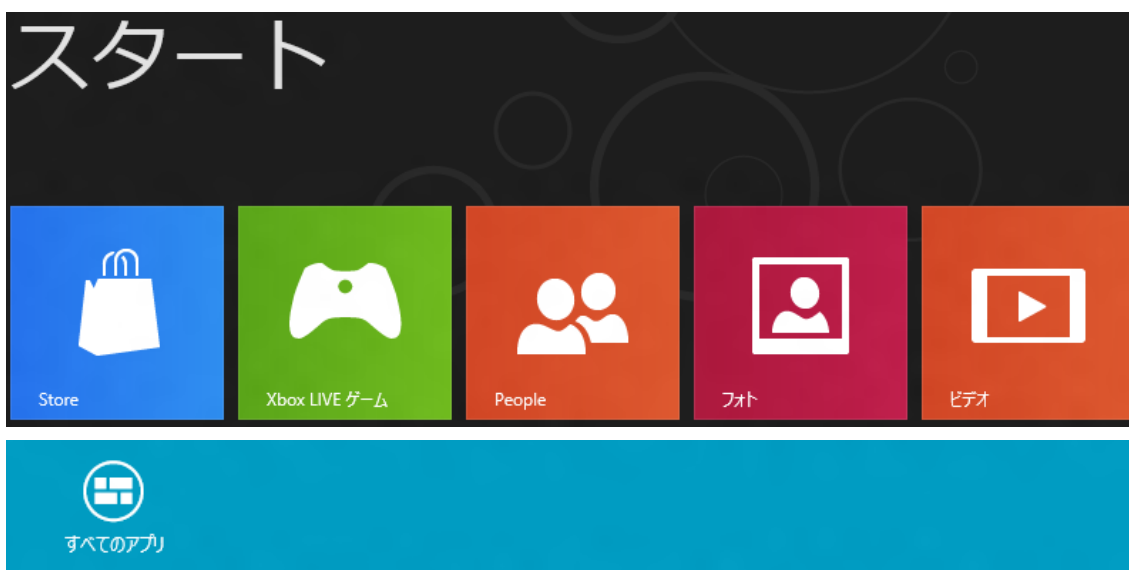 スタート
Store
Xbox LIVE ゲーム
People
フォト
ビデオ
すべてのアプリ